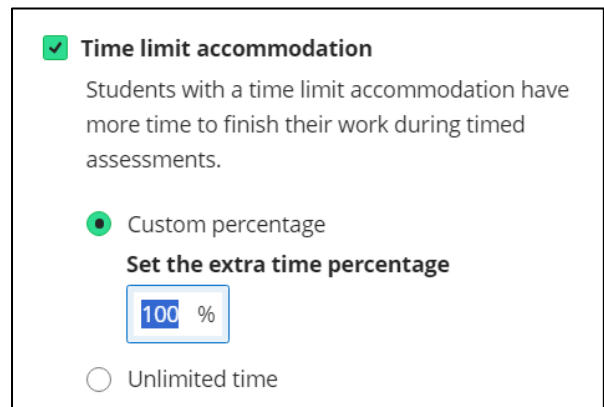 Time limit accommodation
Students with a time limit accommodation have
more time to finish their work during timed
assessments.
Custom percentage
Set the extra time percentage
100 %
Unlimited time